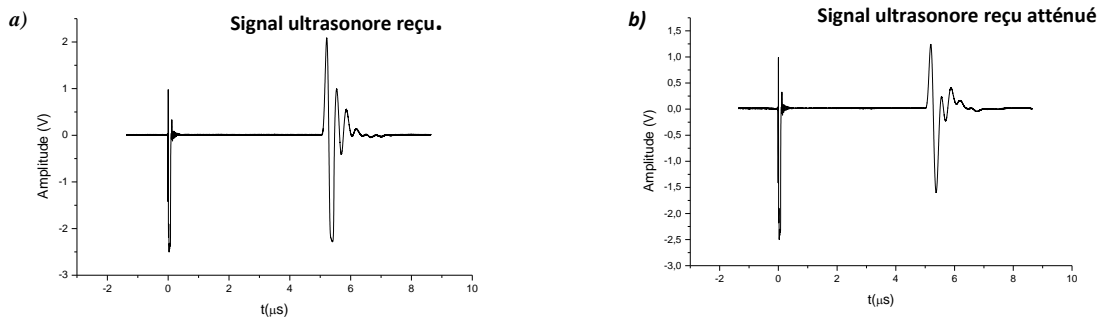 a)
Signal ultrasonore reçu.
2
1
0
-1
-2
-3
Amplitude (V)
-2 0 2 4 6 8 10
t(μs)
b)
Signal ultrasonore reçu atténué
1,5
1,0
0,5
0,0
-0,5
-1,0
-1,5
-2,0
-2,5
-3,0
Amplitude (V)
-2 0 2 4 6 8 10
t(μs)